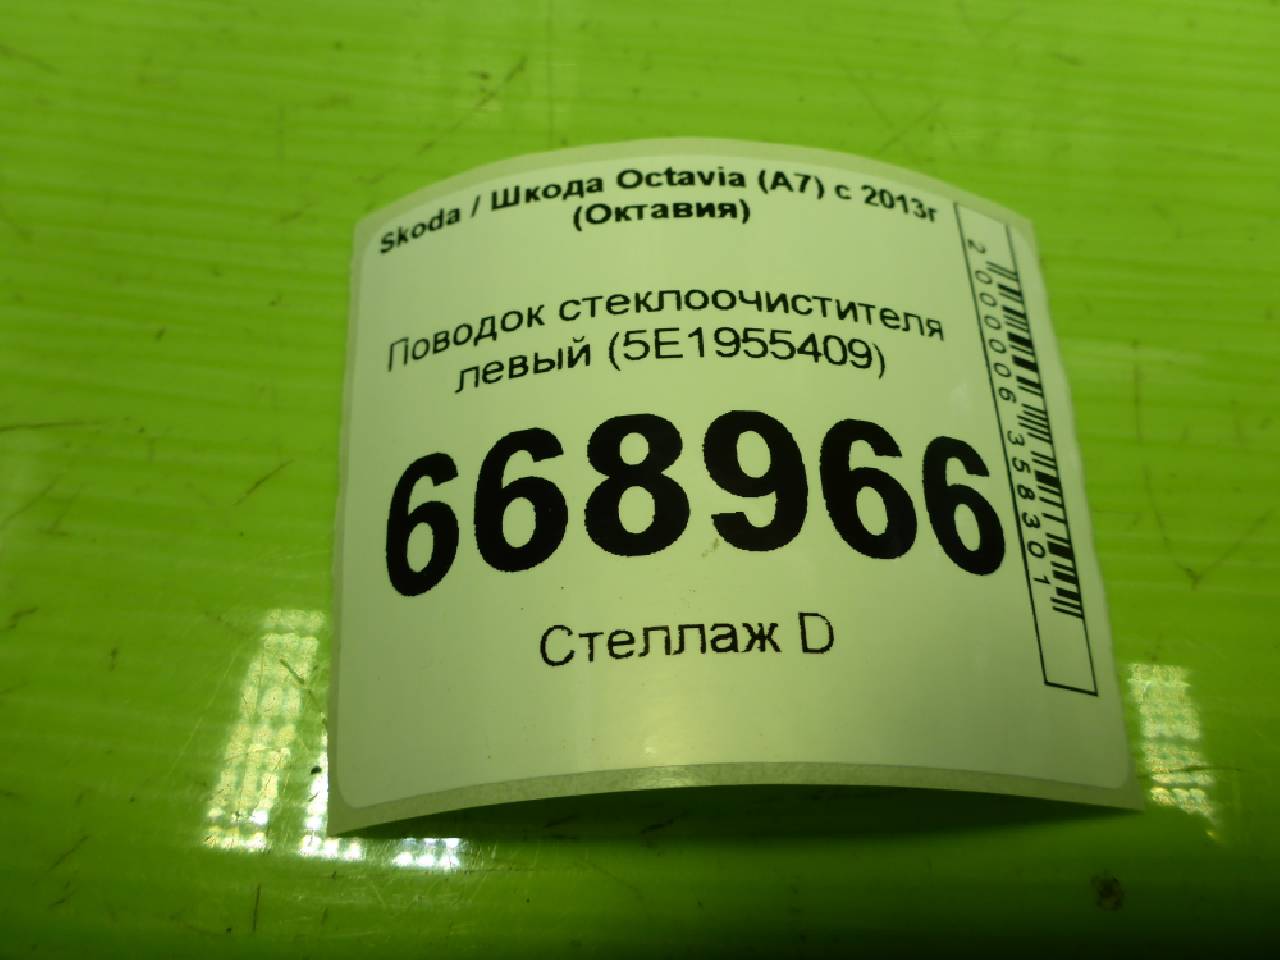 Skoda / Шкода Octavia (A7) с 2013г
(Октавия)
Поводок стеклоочистителя
левый (5E1955409)
668966
Стеллаж D
2000006358301